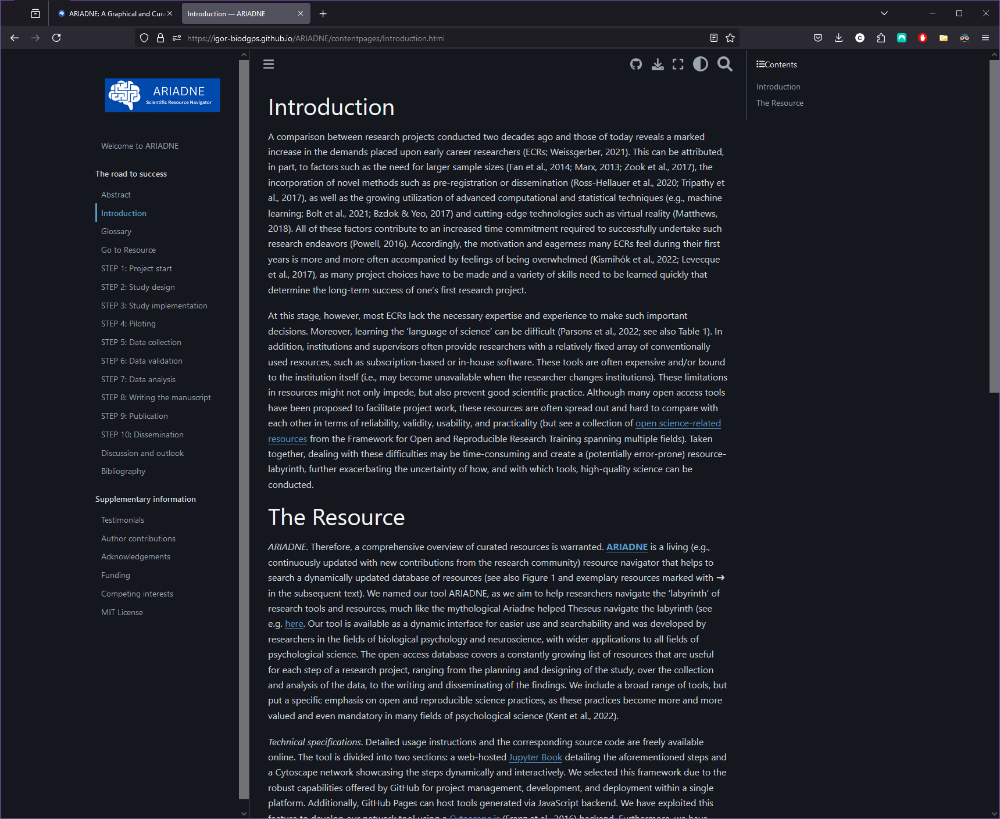 ARIADNE: A Graphical and Cura
Introduction — ARIADNE
https://igor-biodgps.github.io/ARIADNE/contentpages/Introduction.html
ARIADNE
Scientific Resource Navigator
Welcome to ARIADNE
The road to success
Abstract
Introduction
Glossary
Go to Resource
STEP 1: Project start
STEP 2: Study design
STEP 3: Study implementation
STEP 4: Piloting
STEP 5: Data collection
STEP 6: Data validation
STEP 7: Data analysis
STEP 8: Writing the manuscript
STEP 9: Publication
STEP 10: Dissemination
Discussion and outlook
Bibliography
Supplementary information
Testimonials
Author contributions
Acknowledgements
Funding
Competing interests
MIT License
Introduction
A comparison between research projects conducted two decades ago and those of today reveals a marked
increase in the demands placed upon early career researchers (ECRs; Weissgerber, 2021). This can be attributed,
in part, to factors such as the need for larger sample sizes (Fan et al., 2014; Marx, 2013; Zook et al., 2017), the
incorporation of novel methods such as pre-registration or dissemination (Ross-Hellauer et al., 2020; Tripathy et
al., 2017), as well as the growing utilization of advanced computational and statistical techniques (e.g., machine
learning; Bolt et al., 2021; Bzdok & Yeo, 2017) and cutting-edge technologies such as virtual reality (Matthews,
2018). All of these factors contribute to an increased time commitment required to successfully undertake such
research endeavors (Powell, 2016). Accordingly, the motivation and eagerness many ECRs feel during their first
years is more and more often accompanied by feelings of being overwhelmed (Kismihók et al., 2022; Levecque
et al., 2017), as many project choices have to be made and a variety of skills need to be learned quickly that
determine the long-term success of one’s first research project.
At this stage, however, most ECRs lack the necessary expertise and experience to make such important
decisions. Moreover, learning the ‘language of science’ can be difficult (Parsons et al., 2022; see also Table 1). In
addition, institutions and supervisors often provide researchers with a relatively fixed array of conventionally
used resources, such as subscription-based or in-house software. These tools are often expensive and/or bound
to the institution itself (i.e., may become unavailable when the researcher changes institutions). These limitations
in resources might not only impede, but also prevent good scientific practice. Although many open access tools
have been proposed to facilitate project work, these resources are often spread out and hard to compare with
each other in terms of reliability, validity, usability, and practicality (but see a collection of open science-related
resources from the Framework for Open and Reproducible Research Training spanning multiple fields). Taken
together, dealing with these difficulties may be time-consuming and create a (potentially error-prone) resource-
labyrinth, further exacerbating the uncertainty of how, and with which tools, high-quality science can be
conducted.
The Resource
ARIADNE. Therefore, a comprehensive overview of curated resources is warranted. ARIADNE is a living (e.g.,
continuously updated with new contributions from the research community) resource navigator that helps to
search a dynamically updated database of resources (see also Figure 1 and exemplary resources marked with ➜
in the subsequent text). We named our tool ARIADNE, as we aim to help researchers navigate the ‘labyrinth’ of
research tools and resources, much like the mythological Ariadne helped Theseus navigate the labyrinth (see
e.g. here. Our tool is available as a dynamic interface for easier use and searchability and was developed by
researchers in the fields of biological psychology and neuroscience, with wider applications to all fields of
psychological science. The open-access database covers a constantly growing list of resources that are useful
for each step of a research project, ranging from the planning and designing of the study, over the collection
and analysis of the data, to the writing and disseminating of the findings. We include a broad range of tools, but
put a specific emphasis on open and reproducible science practices, as these practices become more and more
valued and even mandatory in many fields of psychological science (Kent et al., 2022).
Technical specifications. Detailed usage instructions and the corresponding source code are freely available
online. The tool is divided into two sections: a web-hosted Jupyter Book detailing the aforementioned steps and
a Cytoscape network showcasing the steps dynamically and interactively. We selected this framework due to the
robust capabilities offered by GitHub for project management, development, and deployment within a single
platform. Additionally, GitHub Pages can host tools generated via JavaScript backend. We have exploited this
feature to develop our network tool using a Cytoscape.js (Franz et al., 2016) backend. Furthermore, we have
Contents
Introduction
The Resource